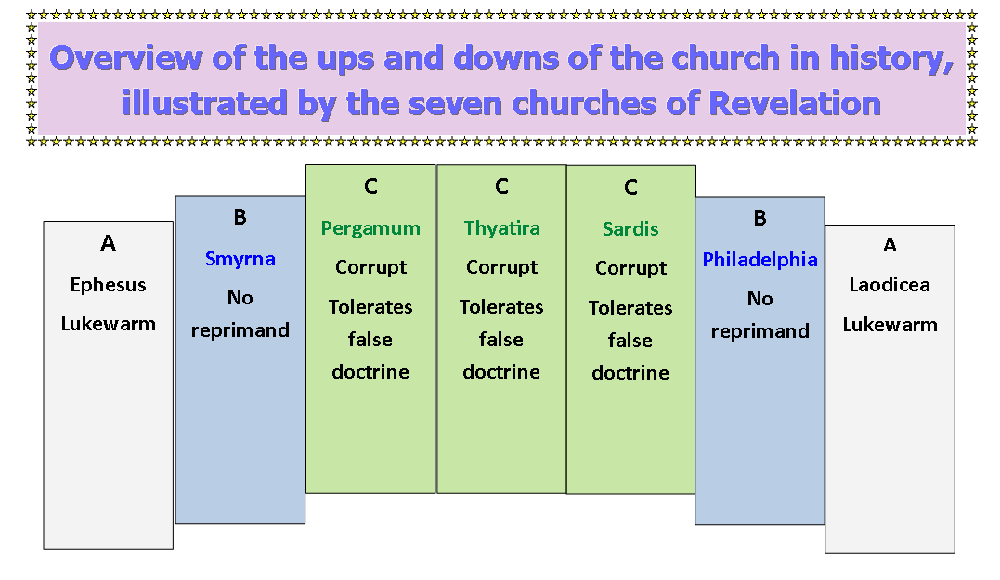 Overview of the ups and downs of the church in history,
illustrated by the seven churches of Revelation
A
Ephesus
Lukewarm
B
Smyrna
No
reprimand
C
Pergamum
Corrupt
Tolerates
false
doctrine
C
Thyatira
Corrupt
Tolerates
false
doctrine
C
Sardis
Corrupt
Tolerates
false
doctrine
B
Philadelphia
No
reprimand
A
Laodicea
Lukewarm